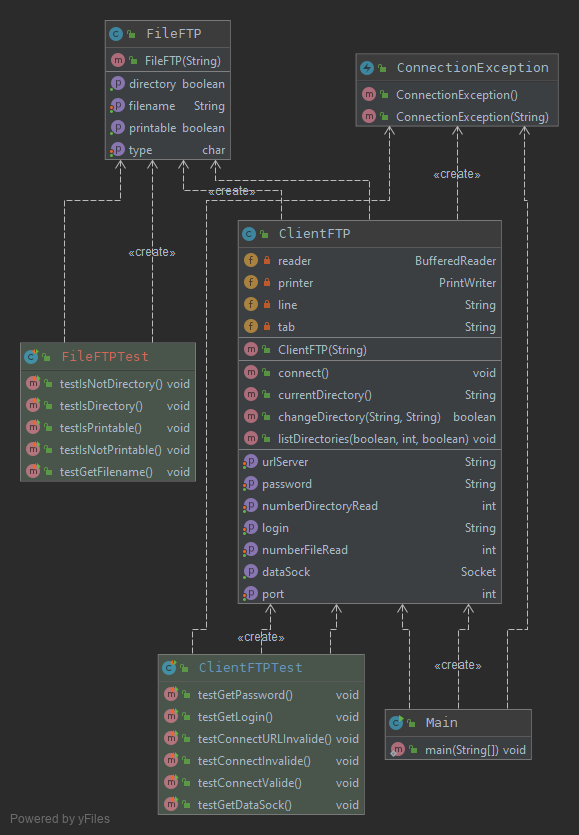 FileFTP
FileFTP(String)
directory boolean
filename String
printable boolean
type char
ConnectionException
ConnectionException()
ConnectionException(String)
«create»
«create»
«create»
ClientFTP
reader BufferedReader
printer PrintWriter
line String
tab String
ClientFTP(String)
connect() void
currentDirectory() String
changeDirectory(String, String) boolean
listDirectories(boolean, int, boolean) void
urlServer String
password String
numberDirectoryRead int
login String
numberFileRead int
dataSock Socket
port int
FileFTPTest
testIsNotDirectory() void
testIsDirectory() void
testIsPrintable() void
testIsNotPrintable() void
testGetFilename() void
«create»
«create»
ClientFTPTest
testGetPassword() void
testGetLogin() void
testConnectURLInvalide() void
testConnectInvalide() void
testConnectValide() void
testGetDataSock() void
Main
main(String[]) void
Powered by yFiles